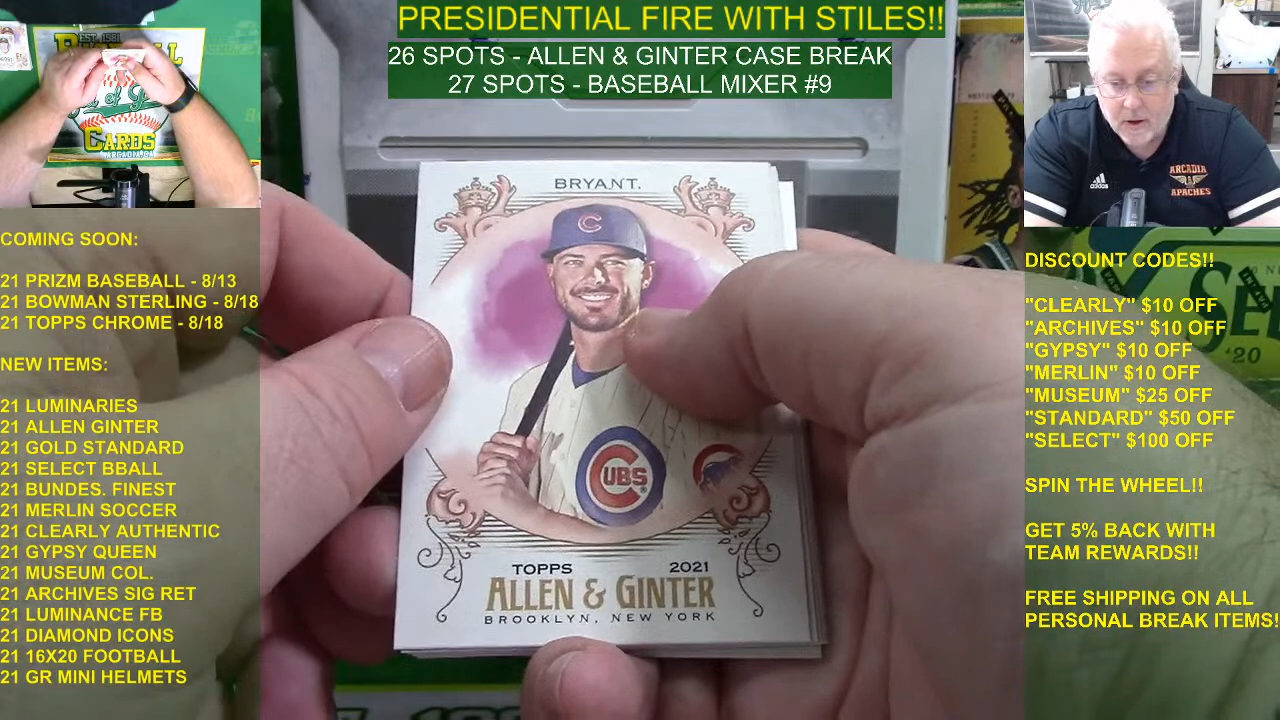 PRESIDENTIAL FIRE WITH STILES!!
26 SPOTS - ALLEN & GINTER CASE BREAK
27 SPOTS - BASEBALL MIXER #9
EST. 1981
CARDS
ARCADIA, CA
COMING SOON:
21 PRIZM BASEBALL - 8/13
21 BOWMAN STERLING - 8/18
21 TOPPS CHROME - 8/18
NEW ITEMS:
21 LUMINARIES
21 ALLEN GINTER
21 GOLD STANDARD
21 SELECT BBALL
21 BUNDES. FINEST
21 MERLIN SOCCER
21 CLEARLY AUTHENTIC
21 GYPSY QUEEN
21 MUSEUM COL.
21 ARCHIVES SIG RET
21 LUMINANCE FB
21 DIAMOND ICONS
21 16X20 FOOTBALL
21 GR MINI HELMETS
BRYANT.
C
CUBS
TOPPS 2021
ALLEN & GINTER
BROOKLYN, NEW YORK
adidas
ARCADIA
APACHES
DISCOUNT CODES!!
"CLEARLY" $10 OFF
"ARCHIVES" $10 OFF
"GYPSY" $10 OFF
"MERLIN" $10 OFF
"MUSEUM" $25 OFF
"STANDARD" $50 OFF
"SELECT" $100 OFF
SPIN THE WHEEL!!
GET 5% BACK WITH
TEAM REWARDS!!
FREE SHIPPING ON ALL
PERSONAL BREAK ITEMS!
'20